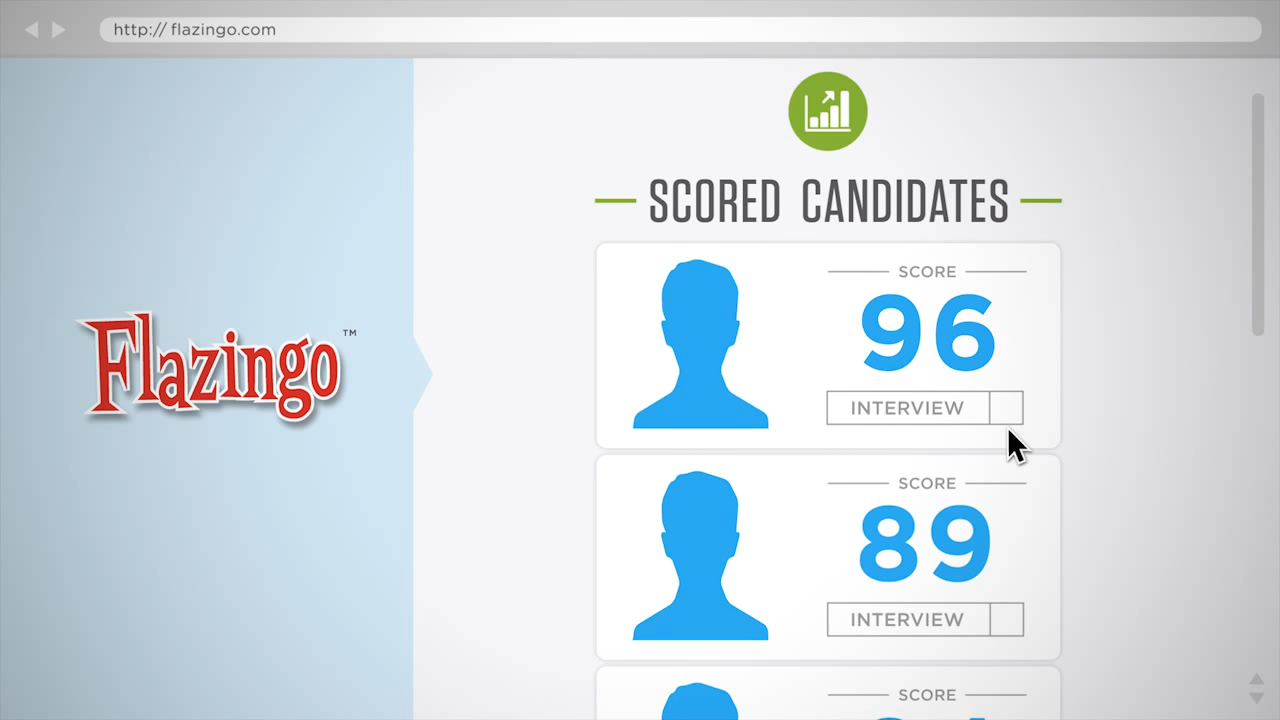 http:// flazingo.com
SCORED CANDIDATES
Flazingo™
SCORE
96
INTERVIEW
SCORE
89
INTERVIEW
SCORE